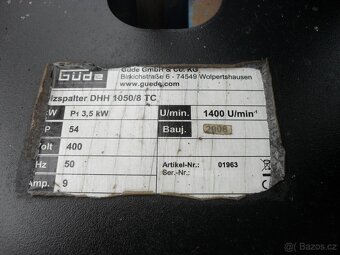 Güde
Güde GmbH & Co. KG
Birkichstraße 6 - 74549 Wolpertshausen
www.guede.com
lzspalter DHH 1050/8 TC
W P1 3,5 kW U/min. 1400 U/min-¹
P 54 Bauj. 2008
olt 400
Hz 50 Artikel-Nr.: 01963
Amp. 9 Ser.-Nr.:
Bazos.cz